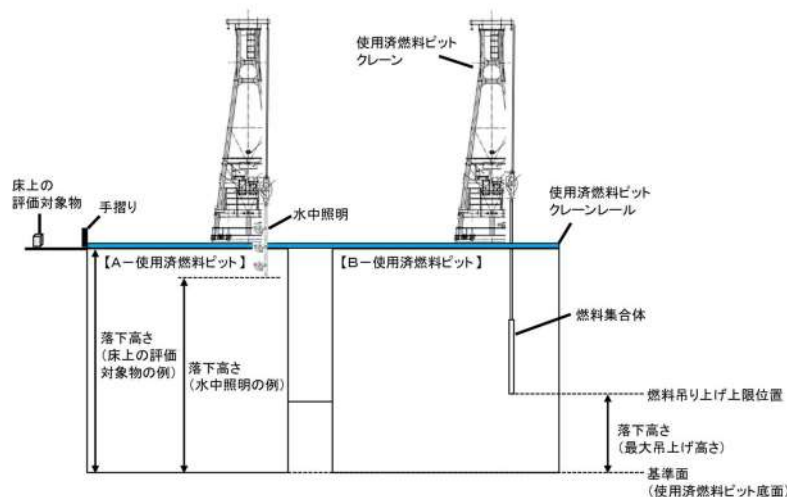 使用済燃料ピット
クレーン
床上の
評価対象物
手摺り
水中照明
使用済燃料ピット
クレーンレール
【A－使用済燃料ピット】
【B－使用済燃料ピット】
燃料集合体
落下高さ
(床上の評価
対象物の例)
落下高さ
(水中照明の例)
燃料吊り上げ上限位置
落下高さ
(最大吊上げ高さ)
基準面
(使用済燃料ピット底面)